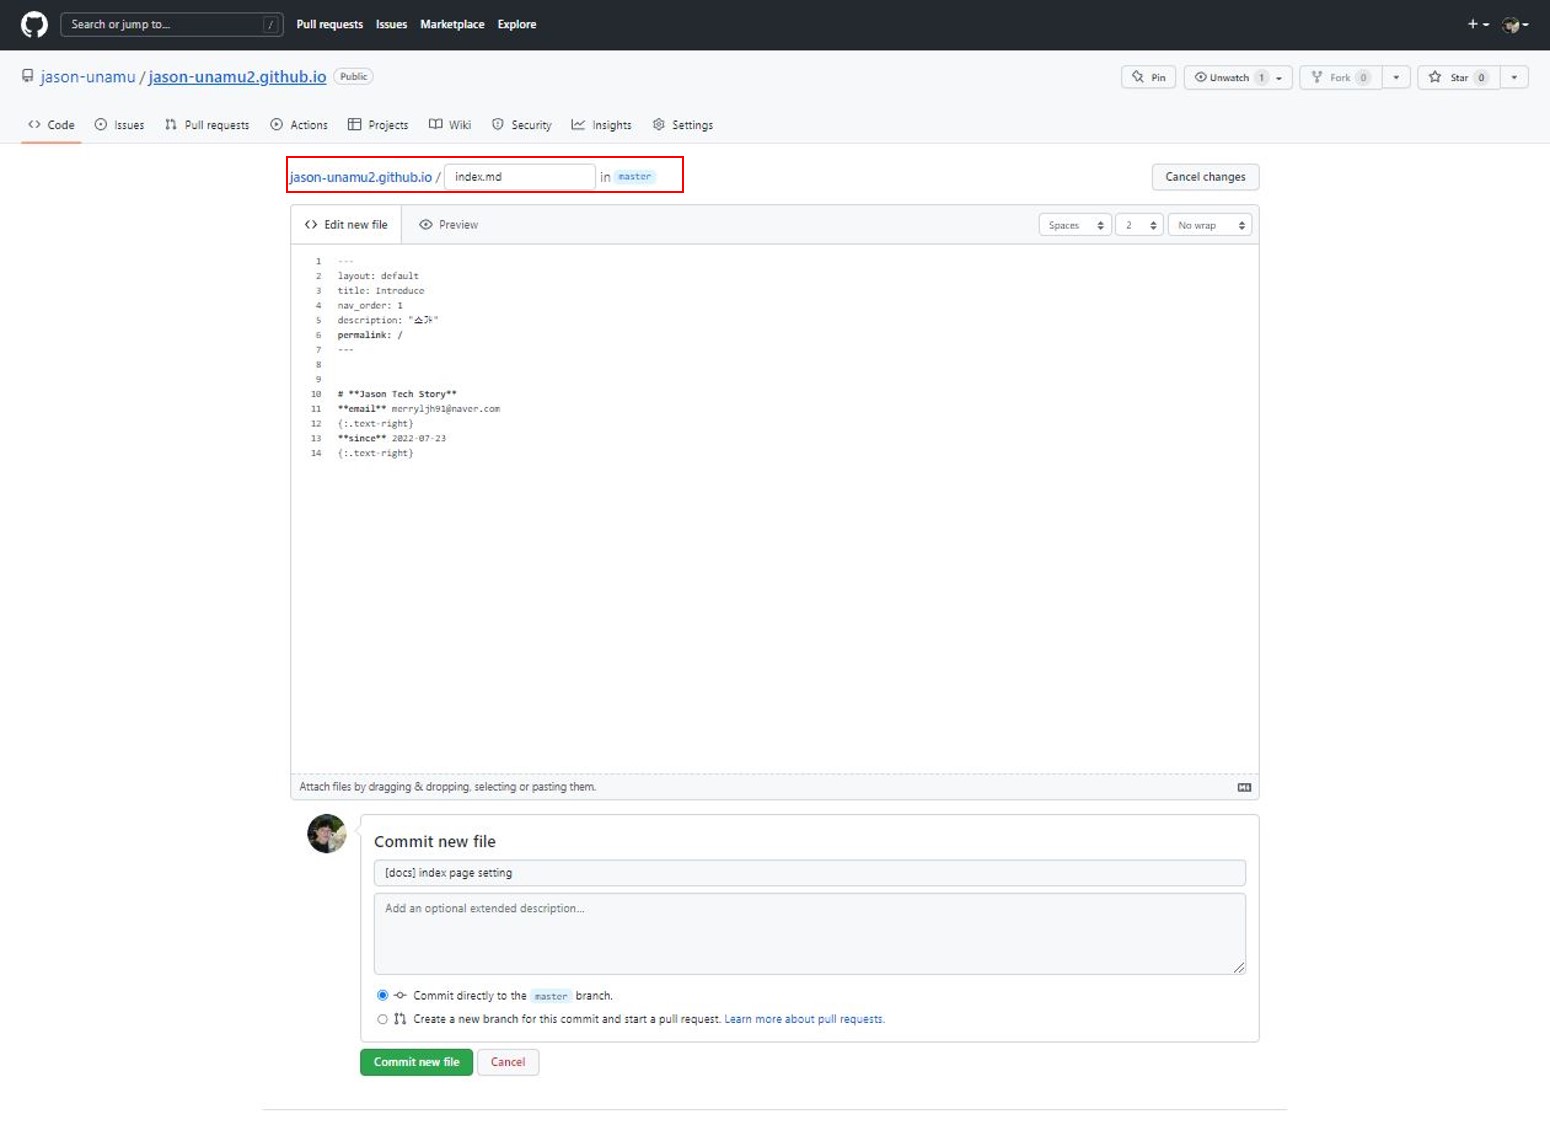 Search or jump to... / Pull requests Issues Marketplace Explore
jason-unamu / jason-unamu2.github.io Public
Pin Unwatch 1 Fork 0 Star 0
Code Issues Pull requests Actions Projects Wiki Security Insights Settings
jason-unamu2.github.io / index.md in master
Cancel changes
Edit new file Preview
Spaces 2 No wrap
1 ---
2 layout: default
3 title: Introduce
4 nav_order: 1
5 description: "소개"
6 permalink: /
7 ---
8
9
10 # **Jason Tech Story**
11 **email** merryljh91@naver.com
12 {:.text-right}
13 **since** 2022-07-23
14 {:.text-right}
Attach files by dragging & dropping, selecting or pasting them.
Commit new file
[docs] index page setting
Add an optional extended description...
Commit directly to the master branch.
Create a new branch for this commit and start a pull request. Learn more about pull requests.
Commit new file Cancel